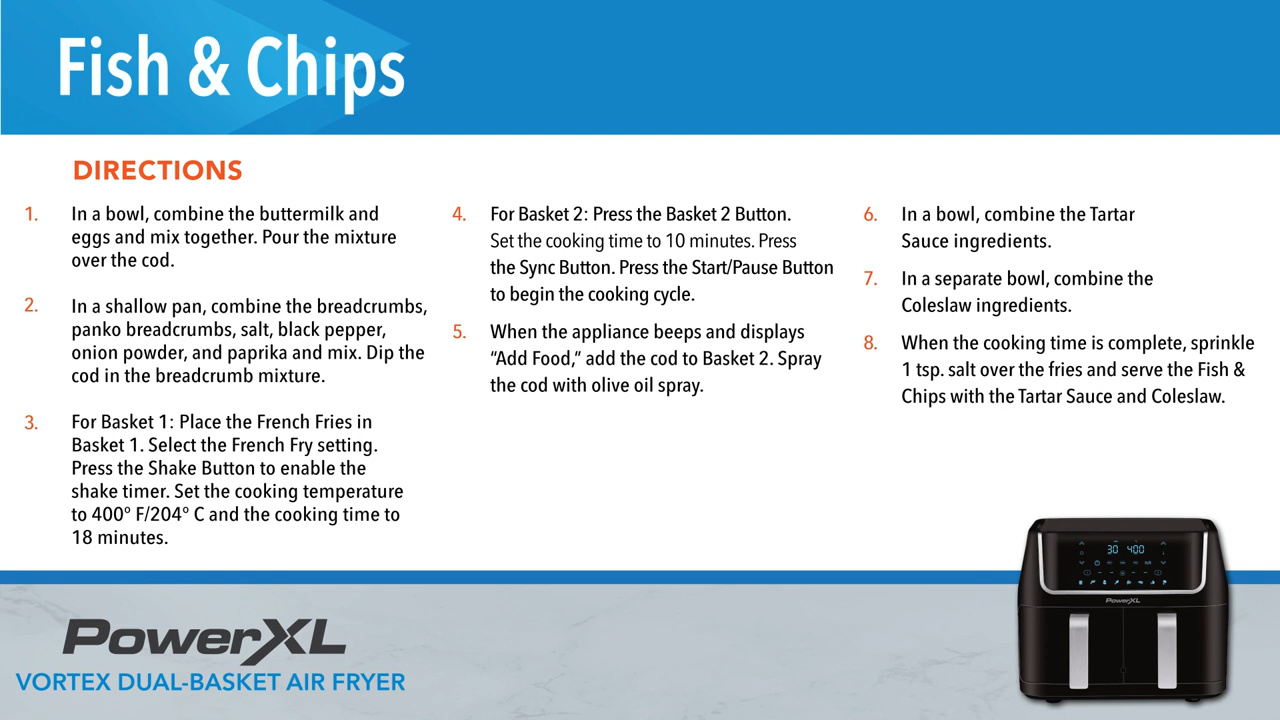 Fish & Chips
DIRECTIONS
1. In a bowl, combine the buttermilk and
eggs and mix together. Pour the mixture
over the cod.
2. In a shallow pan, combine the breadcrumbs,
panko breadcrumbs, salt, black pepper,
onion powder, and paprika and mix. Dip the
cod in the breadcrumb mixture.
3. For Basket 1: Place the French Fries in
Basket 1. Select the French Fry setting.
Press the Shake Button to enable the
shake timer. Set the cooking temperature
to 400º F/204º C and the cooking time to
18 minutes.
4. For Basket 2: Press the Basket 2 Button.
Set the cooking time to 10 minutes. Press
the Sync Button. Press the Start/Pause Button
to begin the cooking cycle.
5. When the appliance beeps and displays
“Add Food,” add the cod to Basket 2. Spray
the cod with olive oil spray.
6. In a bowl, combine the Tartar
Sauce ingredients.
7. In a separate bowl, combine the
Coleslaw ingredients.
8. When the cooking time is complete, sprinkle
1 tsp. salt over the fries and serve the Fish &
Chips with the Tartar Sauce and Coleslaw.
30 400
PowerXL
PowerXL
VORTEX DUAL-BASKET AIR FRYER